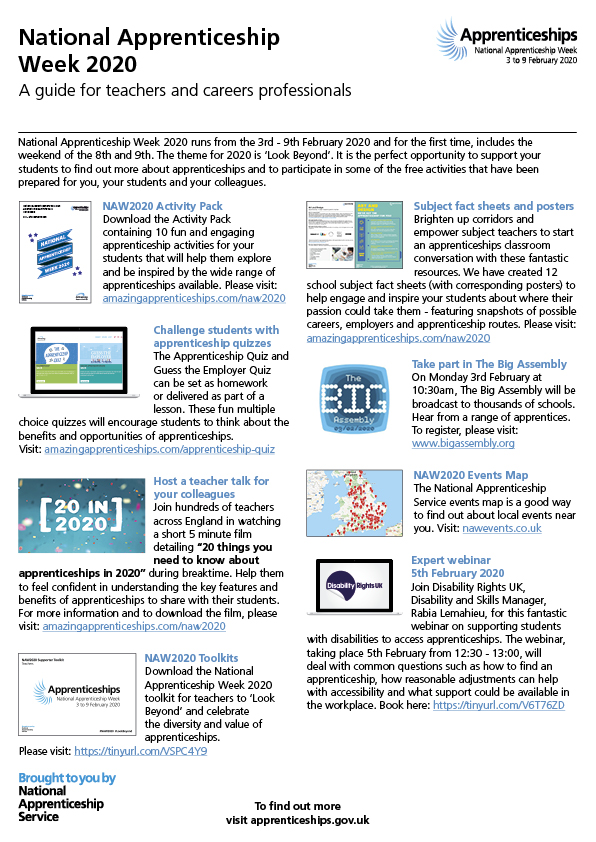 National Apprenticeship
Week 2020
A guide for teachers and careers professionals
Apprenticeships
National Apprenticeship Week
3 to 9 February 2020
National Apprenticeship Week 2020 runs from the 3rd - 9th February 2020 and for the first time, includes the
weekend of the 8th and 9th. The theme for 2020 is ‘Look Beyond’. It is the perfect opportunity to support your
students to find out more about apprenticeships and to participate in some of the free activities that have been
prepared for you, your students and your colleagues.
NATIONAL
APPRENTICESHIP
WEEK 2020
NAW2020 Activity Pack
Download the Activity Pack
containing 10 fun and engaging
apprenticeship activities for your
students that will help them explore
and be inspired by the wide range of
apprenticeships available. Please visit:
amazingapprenticeships.com/naw2020
Challenge students with
apprenticeship quizzes
The Apprenticeship Quiz and
Guess the Employer Quiz
can be set as homework
or delivered as part of a
lesson. These fun multiple
choice quizzes will encourage students to think about the
benefits and opportunities of apprenticeships.
Visit: amazingapprenticeships.com/apprenticeship-quiz
[20 IN 2020]
Host a teacher talk for
your colleagues
Join hundreds of teachers
across England in watching
a short 5 minute film
detailing “20 things you
need to know about
apprenticeships in 2020” during breaktime. Help them
to feel confident in understanding the key features and
benefits of apprenticeships to share with their students.
For more information and to download the film, please
visit: amazingapprenticeships.com/naw2020
NAW2020 Supporter Toolkit
Teachers
Apprenticeships
National Apprenticeship Week
3 to 9 February 2020
NAW2020 Toolkits
Download the National
Apprenticeship Week 2020
toolkit for teachers to ‘Look
Beyond’ and celebrate
the diversity and value of
apprenticeships.
Please visit: https://tinyurl.com/VSPC4Y9
Subject fact sheets and posters
Brighten up corridors and
empower subject teachers to start
an apprenticeships classroom
conversation with these fantastic
resources. We have created 12
school subject fact sheets (with corresponding posters) to
help engage and inspire your students about where their
passion could take them - featuring snapshots of possible
careers, employers and apprenticeship routes. Please visit:
amazingapprenticeships.com/naw2020
The
BIG
Assembly
03/02/2020
Take part in The Big Assembly
On Monday 3rd February at
10:30am, The Big Assembly will be
broadcast to thousands of schools.
Hear from a range of apprentices.
To register, please visit:
www.bigassembly.org
NAW2020 Events Map
The National Apprenticeship
Service events map is a good way
to find out about local events near
you. Visit: nawevents.co.uk
Disability Rights UK
Expert webinar
5th February 2020
Join Disability Rights UK,
Disability and Skills Manager,
Rabia Lemahieu, for this fantastic
webinar on supporting students
with disabilities to access apprenticeships. The webinar,
taking place 5th February from 12:30 - 13:00, will
deal with common questions such as how to find an
apprenticeship, how reasonable adjustments can help
with accessibility and what support could be available in
the workplace. Book here: https://tinyurl.com/V6T76ZD
Brought to you by
National
Apprenticeship
Service
To find out more
visit apprenticeships.gov.uk